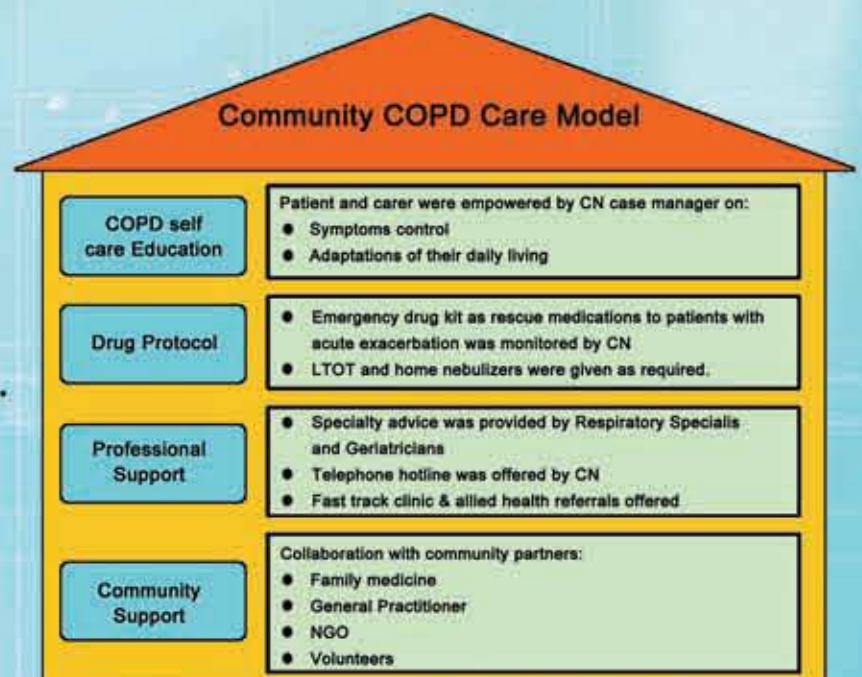 Community COPD Care Model
COPD self
care Education
Patient and carer were empowered by CN case manager on:
● Symptoms control
● Adaptations of their daily living
Drug Protocol
● Emergency drug kit as rescue medications to patients with
acute exacerbation was monitored by CN
● LTOT and home nebulizers were given as required.
Professional
Support
● Specialty advice was provided by Respiratory Specialis
and Geriatricians
● Telephone hotline was offered by CN
● Fast track clinic & allied health referrals offered
Community
Support
Collaboration with community partners:
● Family medicine
● General Practitioner
● NGO
● Volunteers